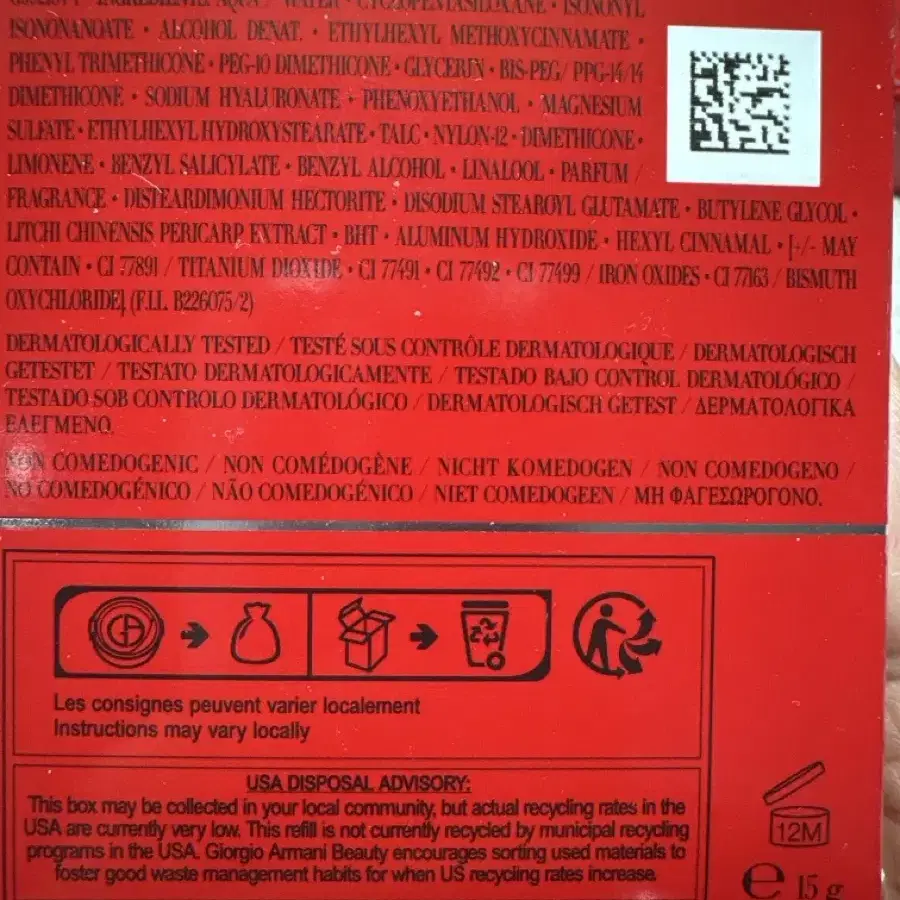 INGREDIENTS: AQUA / WATER • CYCLOPENTASILOXANE • ISONONYL
ISONONANOATE • ALCOHOL DENAT. • ETHYLHEXYL METHOXYCINNAMATE •
PHENYL TRIMETHICONE • PEG-10 DIMETHICONE • GLYCERIN • BIS-PEG/ PPG-14/14
DIMETHICONE • SODIUM HYALURONATE • PHENOXYETHANOL • MAGNESIUM
SULFATE • ETHYLHEXYL HYDROXYSTEARATE • TALC • NYLON-12 • DIMETHICONE •
LIMONENE • BENZYL SALICYLATE • BENZYL ALCOHOL • LINALOOL • PARFUM /
FRAGRANCE • DISTEARDIMONIUM HECTORITE • DISODIUM STEAROYL GLUTAMATE • BUTYLENE GLYCOL •
LITCHI CHINENSIS PERICARP EXTRACT • BHT • ALUMINUM HYDROXIDE • HEXYL CINNAMAL • [+/- MAY
CONTAIN • CI 77891 / TITANIUM DIOXIDE • CI 77491 • CI 77492 • CI 77499 / IRON OXIDES • CI 77163 / BISMUTH
OXYCHLORIDE]. (F.I.L. B226075/2)
DERMATOLOGICALLY TESTED / TESTÉ SOUS CONTRÔLE DERMATOLOGIQUE / DERMATOLOGISCH
GETESTET / TESTATO DERMATOLOGICAMENTE / TESTADO BAJO CONTROL DERMATOLÓGICO /
TESTADO SOB CONTROLO DERMATOLÓGICO / DERMATOLOGISCH GETEST / ΔΕΡΜΑΤΟΛΟΓΙΚΑ
ΕΛΕΓΜΕΝΟ.
NON COMEDOGENIC / NON COMÉDOGÈNE / NICHT KOMEDOGEN / NON COMEDOGENO /
NO COMEDOGÉNICO / NÃO COMEDOGÉNICO / NIET COMEDOGEEN / ΜΗ ΦΑΓΕΣΩΡΟΓΟΝΟ.
Les consignes peuvent varier localement
Instructions may vary locally
USA DISPOSAL ADVISORY:
This box may be collected in your local community, but actual recycling rates in the
USA are currently very low. This refill is not currently recycled by municipal recycling
programs in the USA. Giorgio Armani Beauty encourages sorting used materials to
foster good waste management habits for when US recycling rates increase.
12M
e 15 g